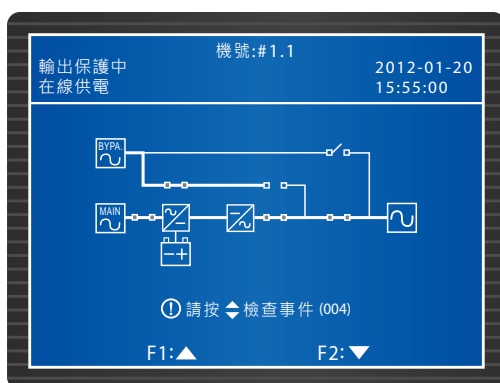 機號:#1.1
輸出保護中
在線供電
2012-01-20
15:55:00
BYPA.
MAIN
請按 檢查事件 (004)
F1:
F2: